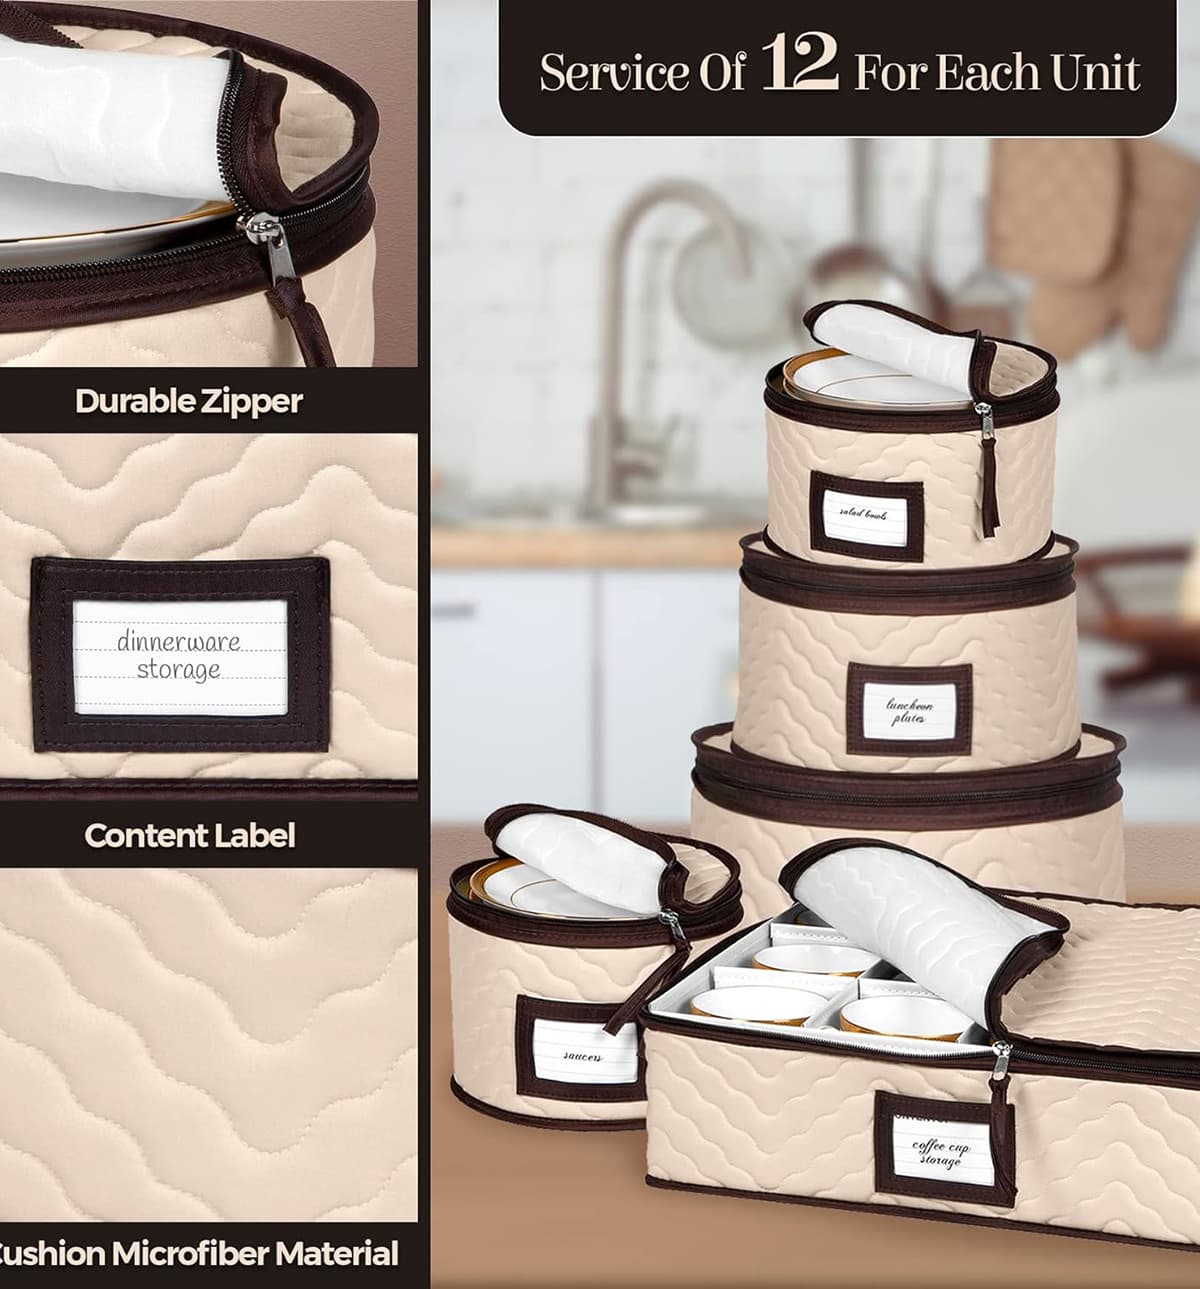 Service Of 12 For Each Unit
Durable Zipper
dinnerware
storage
Content Label
Cushion Microfiber Material
salad bowls
luncheon
plates
saucers
coffee cup
storage